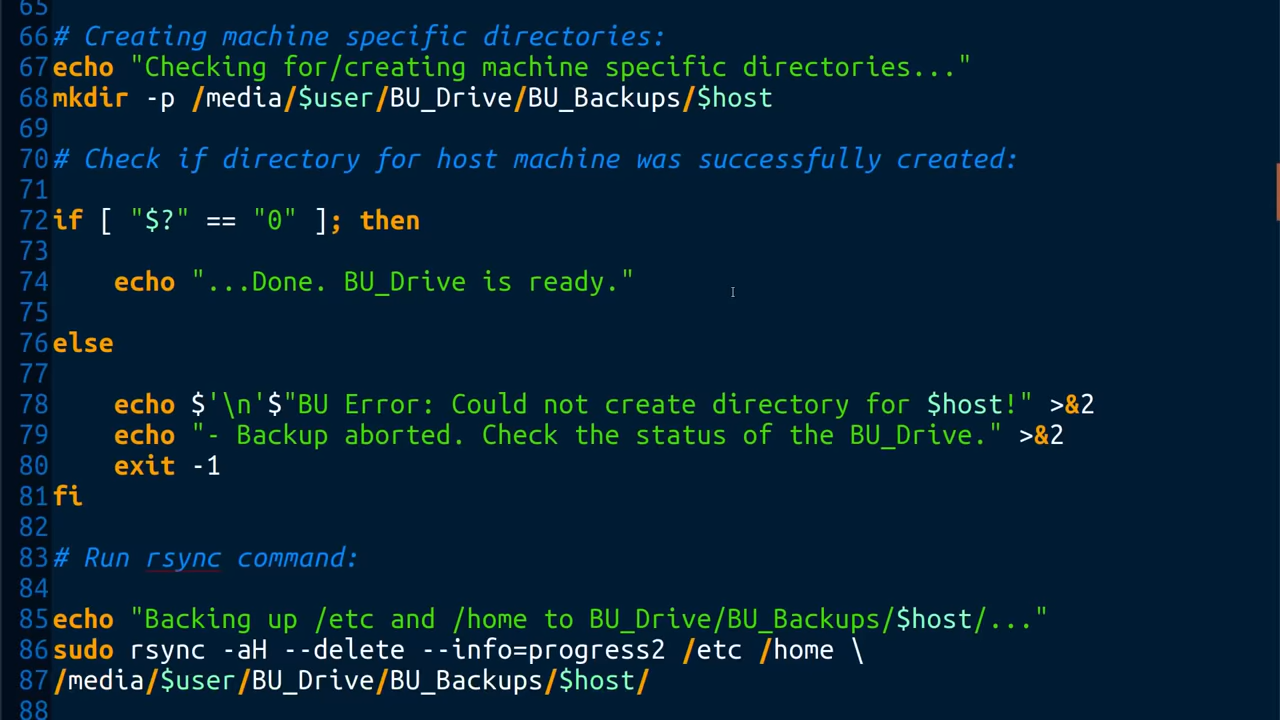 65
66 # Creating machine specific directories:
67 echo "Checking for/creating machine specific directories..."
68 mkdir -p /media/$user/BU_Drive/BU_Backups/$host
69
70 # Check if directory for host machine was successfully created:
71
72 if [ "$?" == "0" ]; then
73
74     echo "...Done. BU_Drive is ready."
75
76 else
77
78     echo $'\n'$"BU Error: Could not create directory for $host!" >&2
79     echo "- Backup aborted. Check the status of the BU_Drive." >&2
80     exit -1
81 fi
82
83 # Run rsync command:
84
85 echo "Backing up /etc and /home to BU_Drive/BU_Backups/$host/..."
86 sudo rsync -aH --delete --info=progress2 /etc /home \
87 /media/$user/BU_Drive/BU_Backups/$host/
88